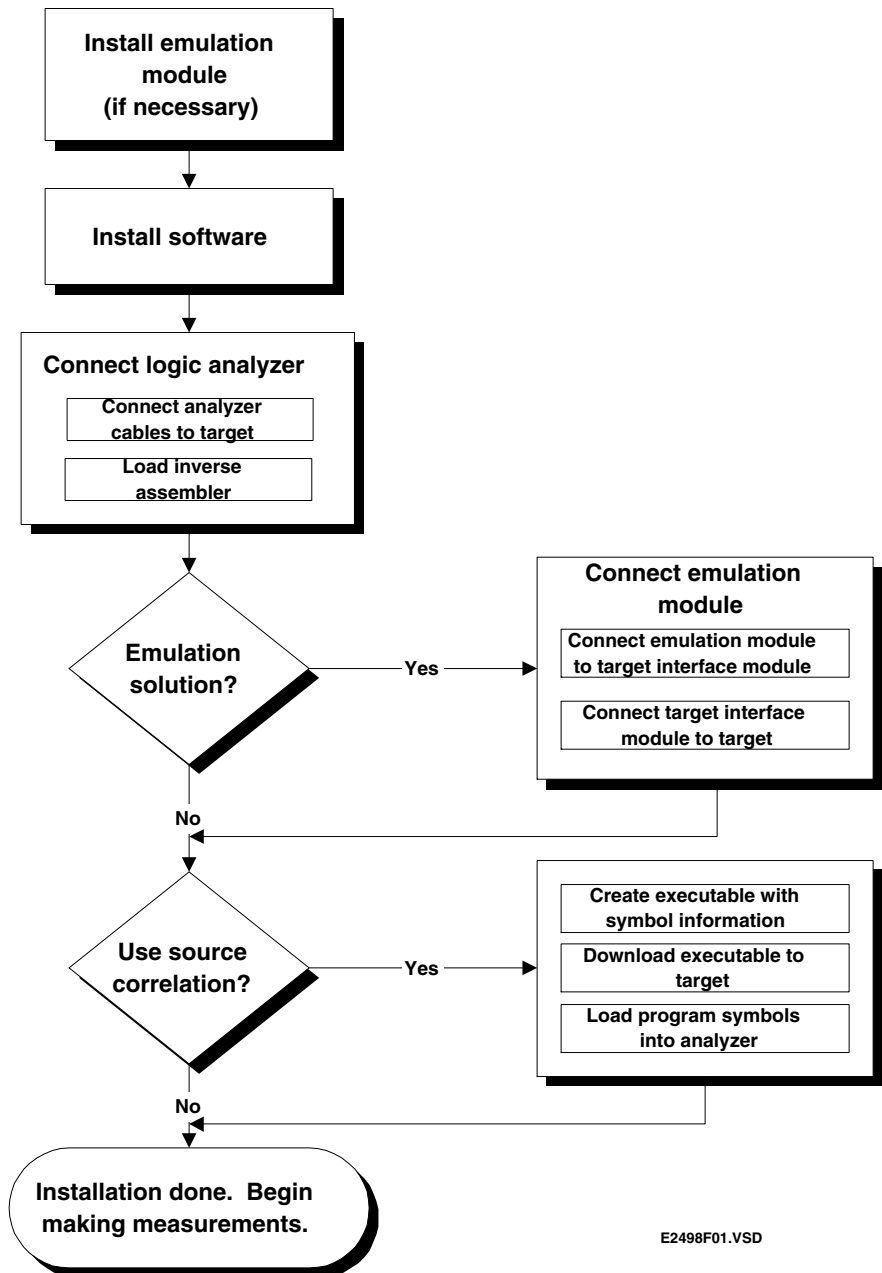 Install emulation
module
(if necessary)
Install software
Connect logic analyzer
Connect analyzer
cables to target
Load inverse
assembler
Emulation
solution?
Yes
Connect emulation
module
Connect emulation module
to target interface module
Connect target interface
module to target
No
Use source
correlation?
Yes
Create executable with
symbol information
Download executable to
target
Load program symbols
into analyzer
No
Installation done.  Begin
making measurements.
E2498F01.VSD